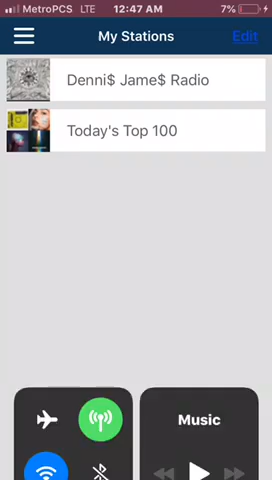 MetroPCS LTE 12:47 AM 7%
My Stations Edit
Denni$ Jame$ Radio
Today's Top 100
Music